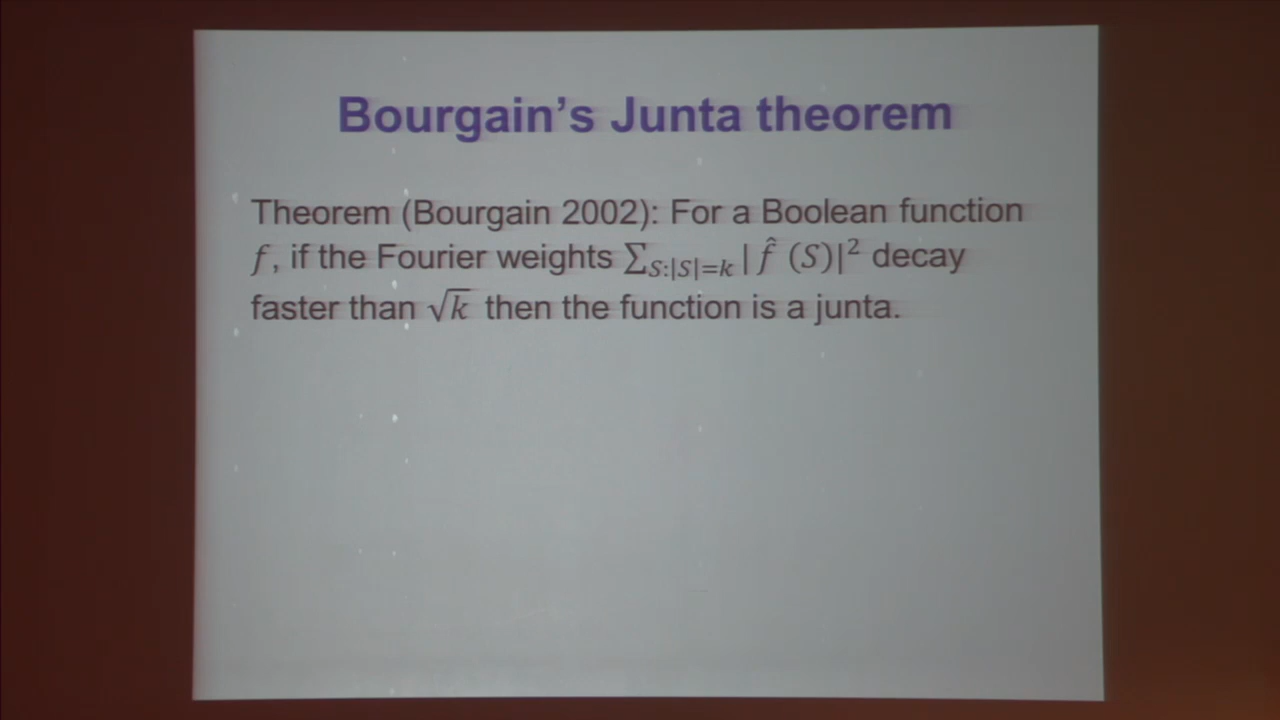 Bourgain's Junta theorem
Theorem (Bourgain 2002): For a Boolean function
f, if the Fourier weights ∑_{S:|S|=k} |f̂ (S)|² decay
faster than √k then the function is a junta.